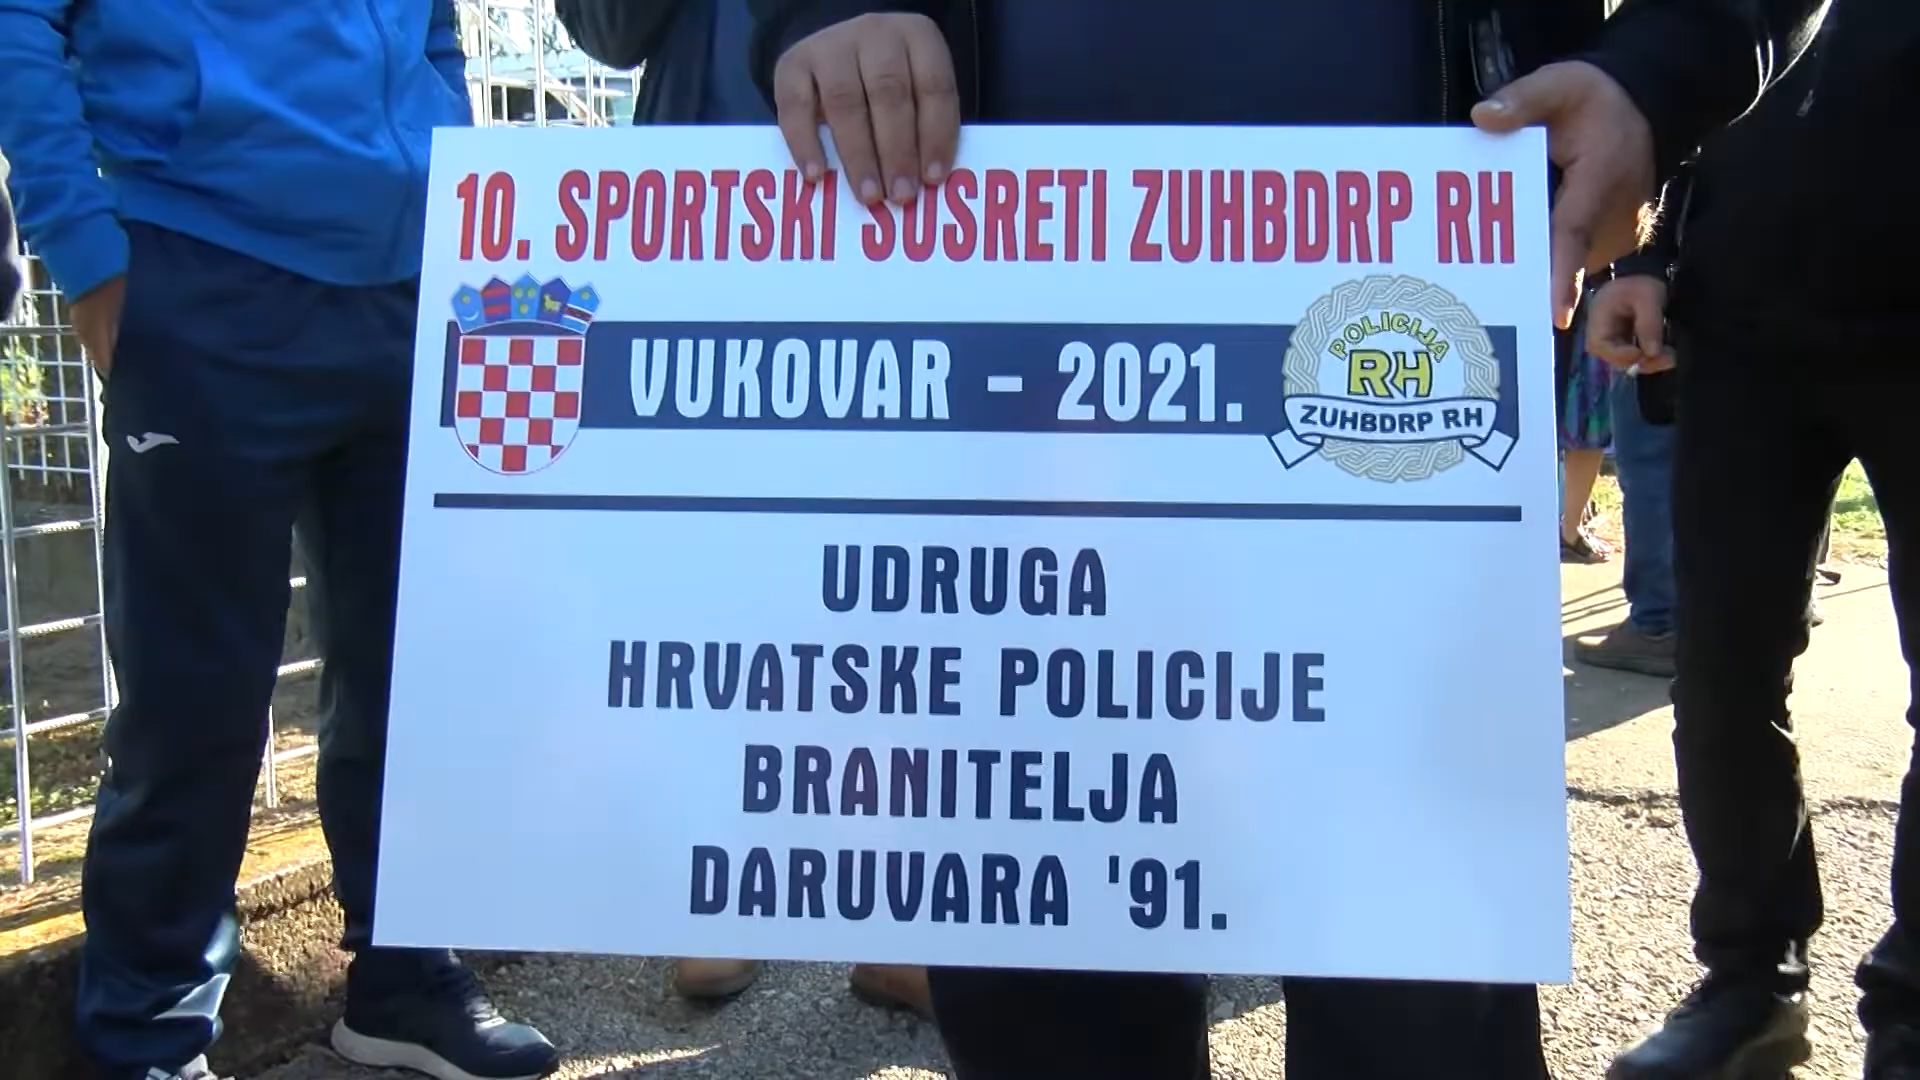 10. SPORTSKI SUSRETI ZUHBDRP RH
VUKOVAR - 2021.
POLICIJA
RH
ZUHBDRP RH
UDRUGA
HRVATSKE POLICIJE
BRANITELJA
DARUVARA '91.